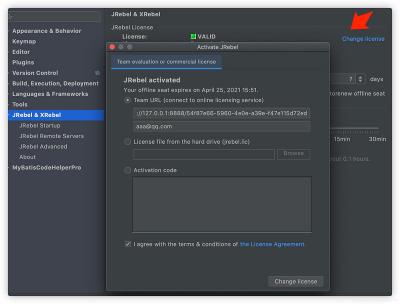 JRebel & XRebel
JRebel License
License: VALID
Change license
Appearance & Behavior
Keymap
Editor
Plugins
Version Control
Build, Execution, Deployment
Languages & Frameworks
Tools
JRebel & XRebel
JRebel Startup
JRebel Remote Servers
JRebel Advanced
About
MyBatisCodeHelperPro
Activate JRebel
Team evaluation or commercial license
JRebel activated
Your offline seat expires on April 25, 2021 15:51.
Team URL (connect to online licensing service)
://127.0.0.1:8888/54f87e66-5960-4e0e-a39e-f47e115d72ed
aaa@qq.com
License file from the hard drive (jrebel.lic)
Browse
Activation code
I agree with the terms & conditions of the License Agreement.
Change license
7 days
renew offline seat
15min 30min
0.1 hours.